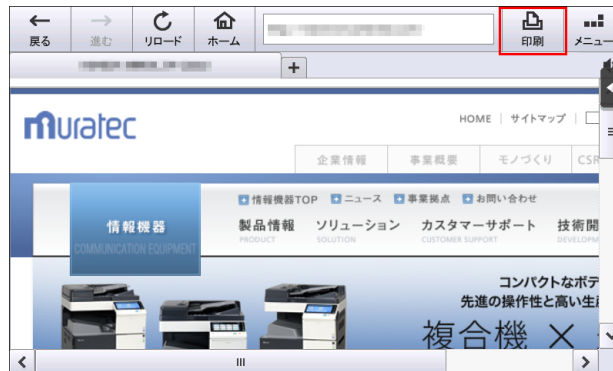 戻る 進む リロード ホーム 印刷 メニュー
+
muratec
HOME | サイトマップ |
企業情報 事業概要 モノづくり CSR
情報機器TOP ニュース 事業拠点 お問い合わせ
情報機器 製品情報 ソリューション カスタマーサポート 技術開
COMMUNICATION EQUIPMENT PRODUCT SOLUTION CUSTOMER SUPPORT DEVELOPM
コンパクトなボデ
先進の操作性と高い生産
複合機 ×